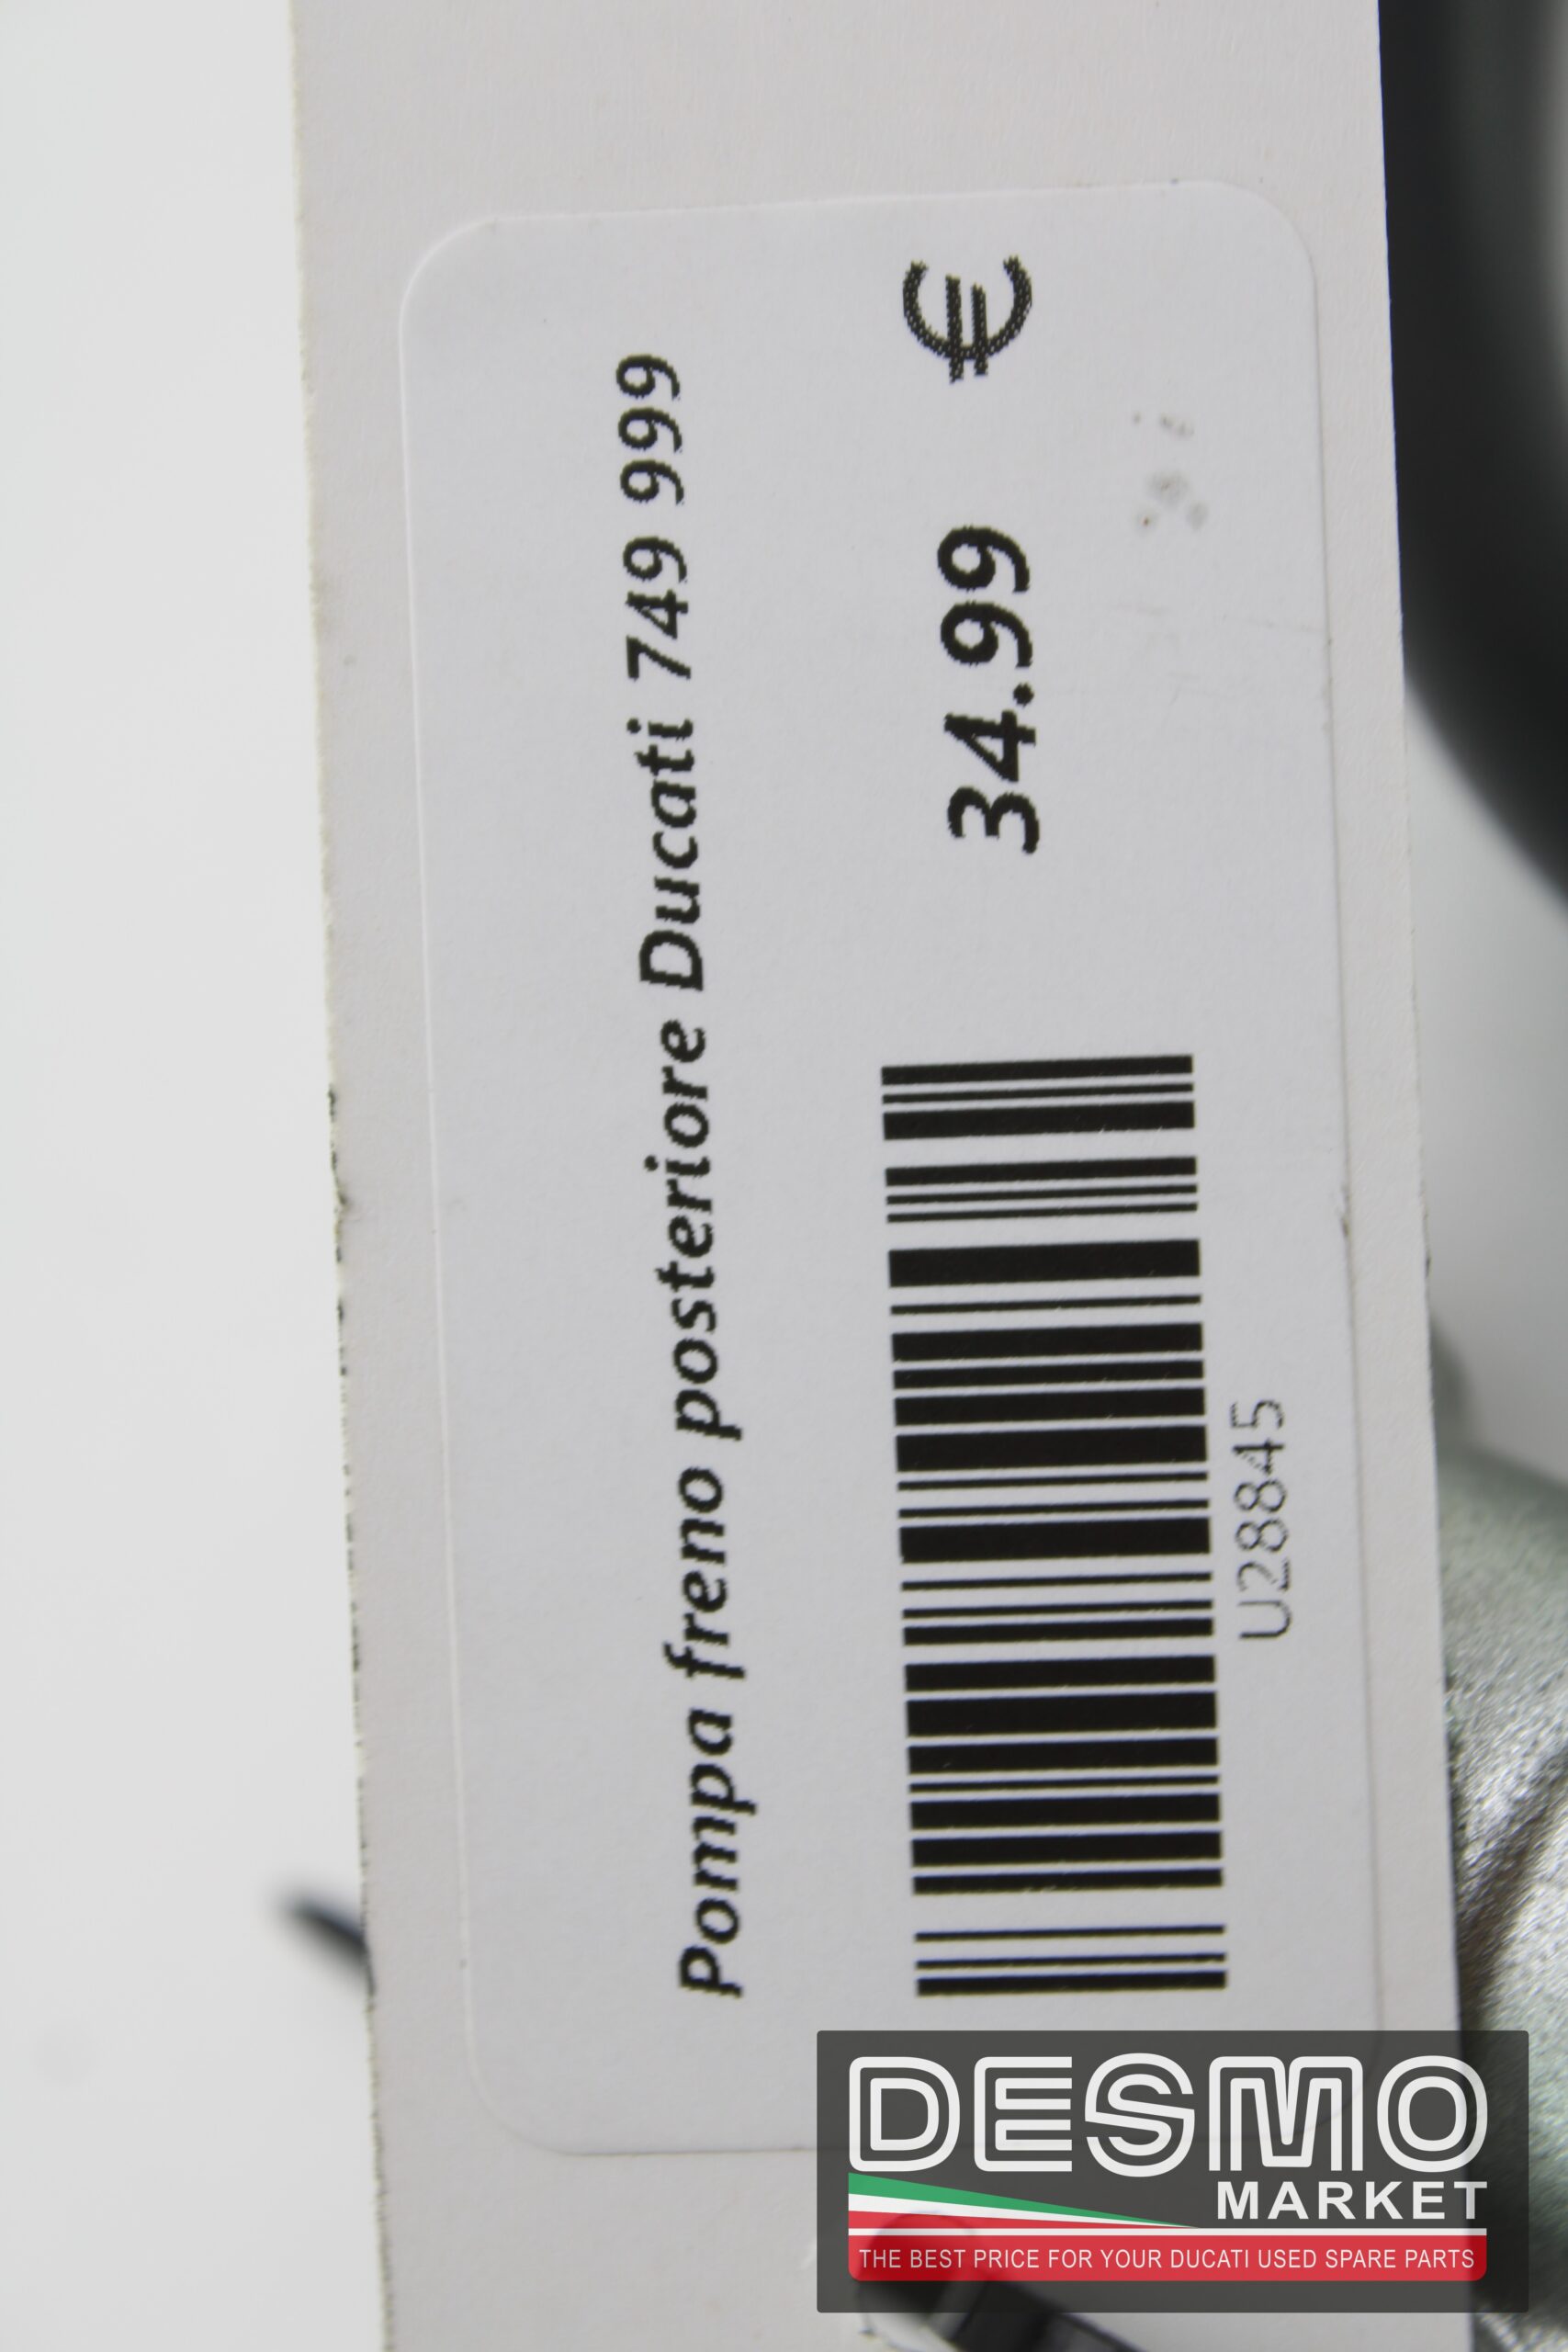 Pompa freno posteriore Ducati 749 999
34.99 €
U28845
DESMO
MARKET
THE BEST PRICE FOR YOUR DUCATI USED SPARE PARTS